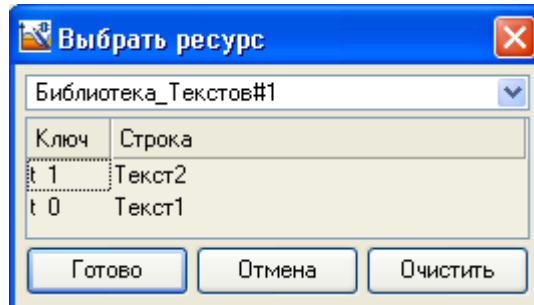 Выбрать ресурс
Библиотека_Текстов#1
Ключ Строка
t 1 Текст2
t 0 Текст1
Готово Отмена Очистить